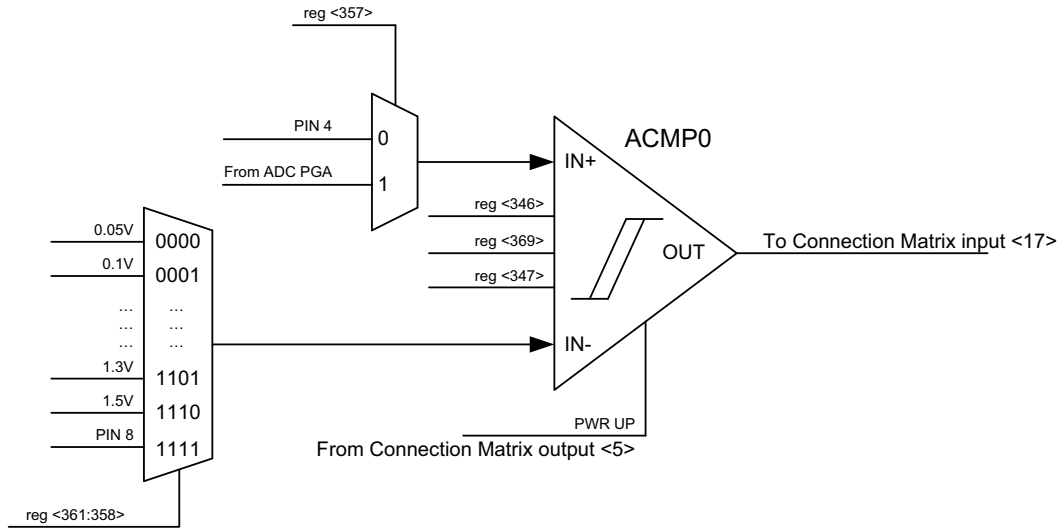 reg <357>
PIN 4
0
From ADC PGA
1
ACMP0
IN+
reg <346>
reg <369>
reg <347>
OUT
To Connection Matrix input <17>
0.05V
0000
0.1V
0001
... ...
... ...
... ...
1.3V
1101
1.5V
1110
PIN 8
1111
IN-
PWR UP
From Connection Matrix output <5>
reg <361:358>